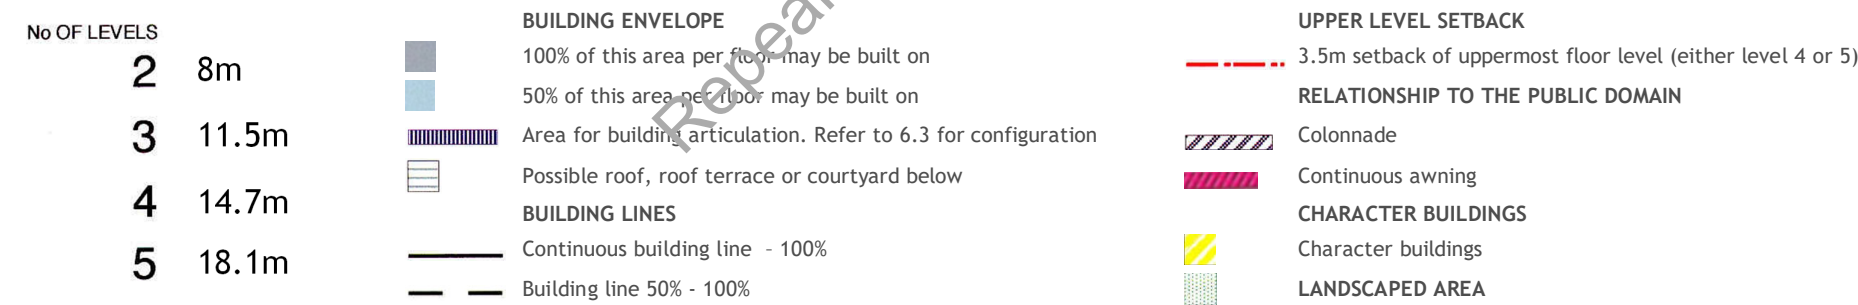 No OF LEVELS
2 8m
3 11.5m
4 14.7m
5 18.1m
BUILDING ENVELOPE
100% of this area per floor may be built on
50% of this area per floor may be built on
Area for building articulation. Refer to 6.3 for configuration
Possible roof, roof terrace or courtyard below
BUILDING LINES
Continuous building line – 100%
Building line 50% - 100%
UPPER LEVEL SETBACK
3.5m setback of uppermost floor level (either level 4 or 5)
RELATIONSHIP TO THE PUBLIC DOMAIN
Colonnade
Continuous awning
CHARACTER BUILDINGS
Character buildings
LANDSCAPED AREA